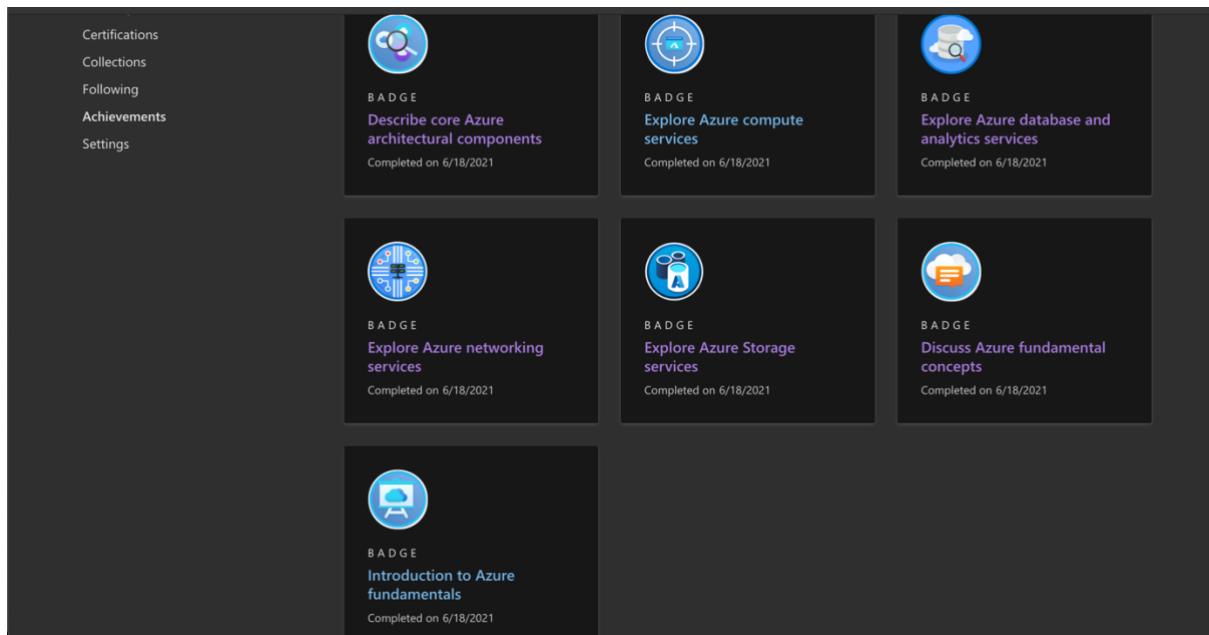 Certifications
Collections
Following
Achievements
Settings
BADGE
Describe core Azure
architectural components
Completed on 6/18/2021
BADGE
Explore Azure compute
services
Completed on 6/18/2021
BADGE
Explore Azure database and
analytics services
Completed on 6/18/2021
BADGE
Explore Azure networking
services
Completed on 6/18/2021
BADGE
Explore Azure Storage
services
Completed on 6/18/2021
BADGE
Discuss Azure fundamental
concepts
Completed on 6/18/2021
BADGE
Introduction to Azure
fundamentals
Completed on 6/18/2021